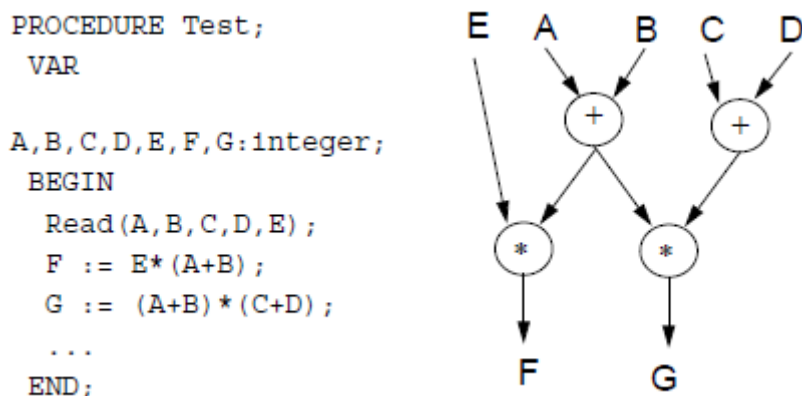 PROCEDURE Test;
VAR
A,B,C,D,E,F,G:integer;
BEGIN
Read(A,B,C,D,E);
F := E*(A+B);
G := (A+B)*(C+D);
...
END;
E A B C D
+ +
* *
F G